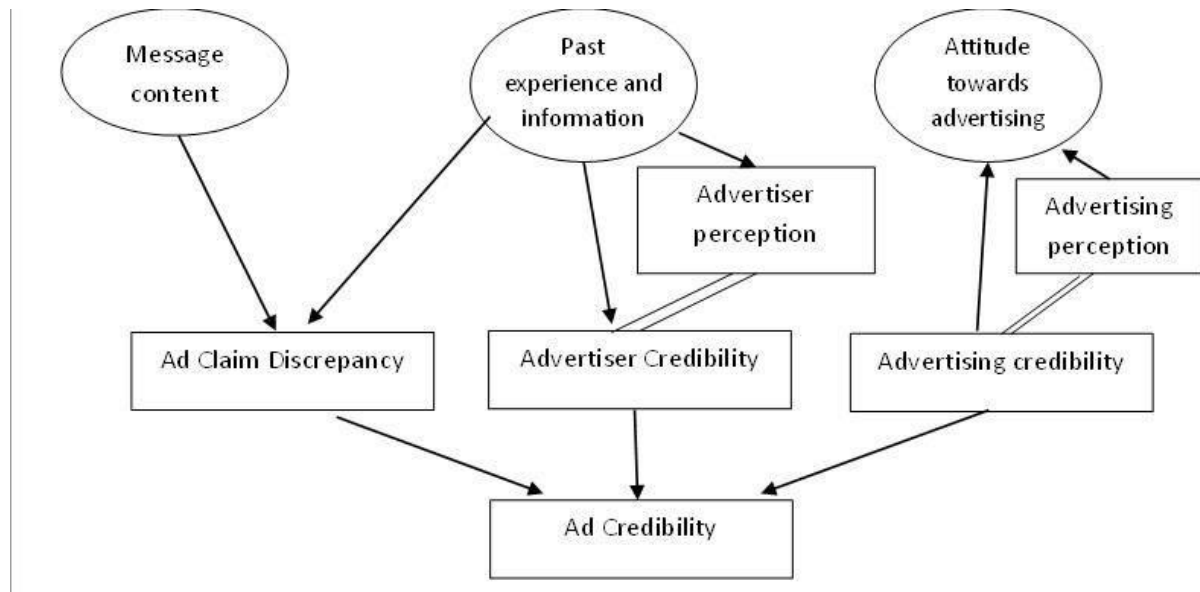 Message
content
Past
experience and
information
Attitude
towards
advertising
Advertiser
perception
Advertising
perception
Ad Claim Discrepancy
Advertiser Credibility
Advertising credibility
Ad Credibility